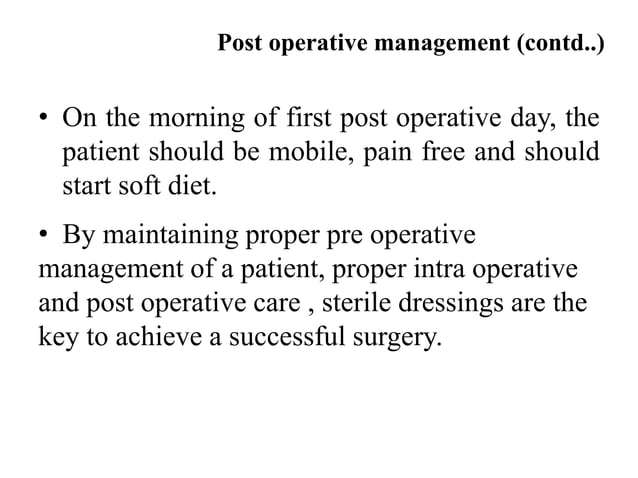 Post operative management (contd..)
• On the morning of first post operative day, the
patient should be mobile, pain free and should
start soft diet.
• By maintaining proper pre operative
management of a patient, proper intra operative
and post operative care , sterile dressings are the
key to achieve a successful surgery.